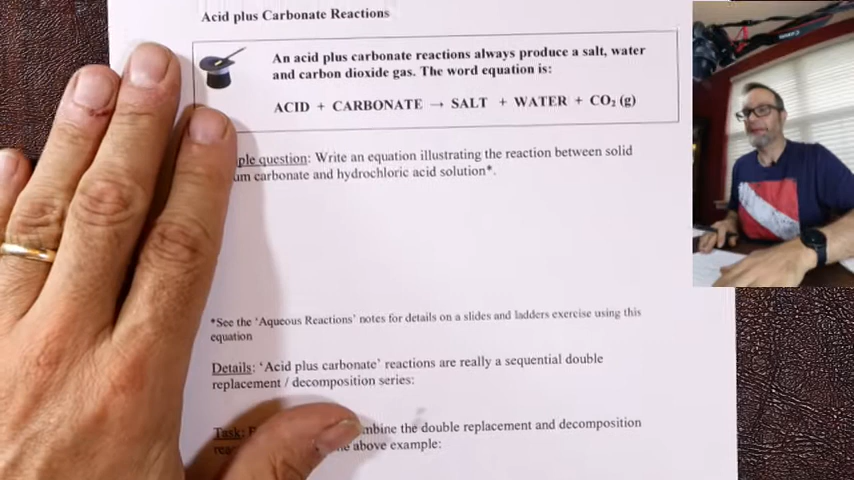 Acid plus Carbonate Reactions
An acid plus carbonate reactions always produce a salt, water
and carbon dioxide gas. The word equation is:
ACID + CARBONATE → SALT + WATER + CO₂ (g)
ple question: Write an equation illustrating the reaction between solid
um carbonate and hydrochloric acid solution*.
*See the 'Aqueous Reactions' notes for details on a slides and ladders exercise using this
equation
Details: 'Acid plus carbonate' reactions are really a sequential double
replacement / decomposition series:
Task: mbine the double replacement and decomposition
above example: